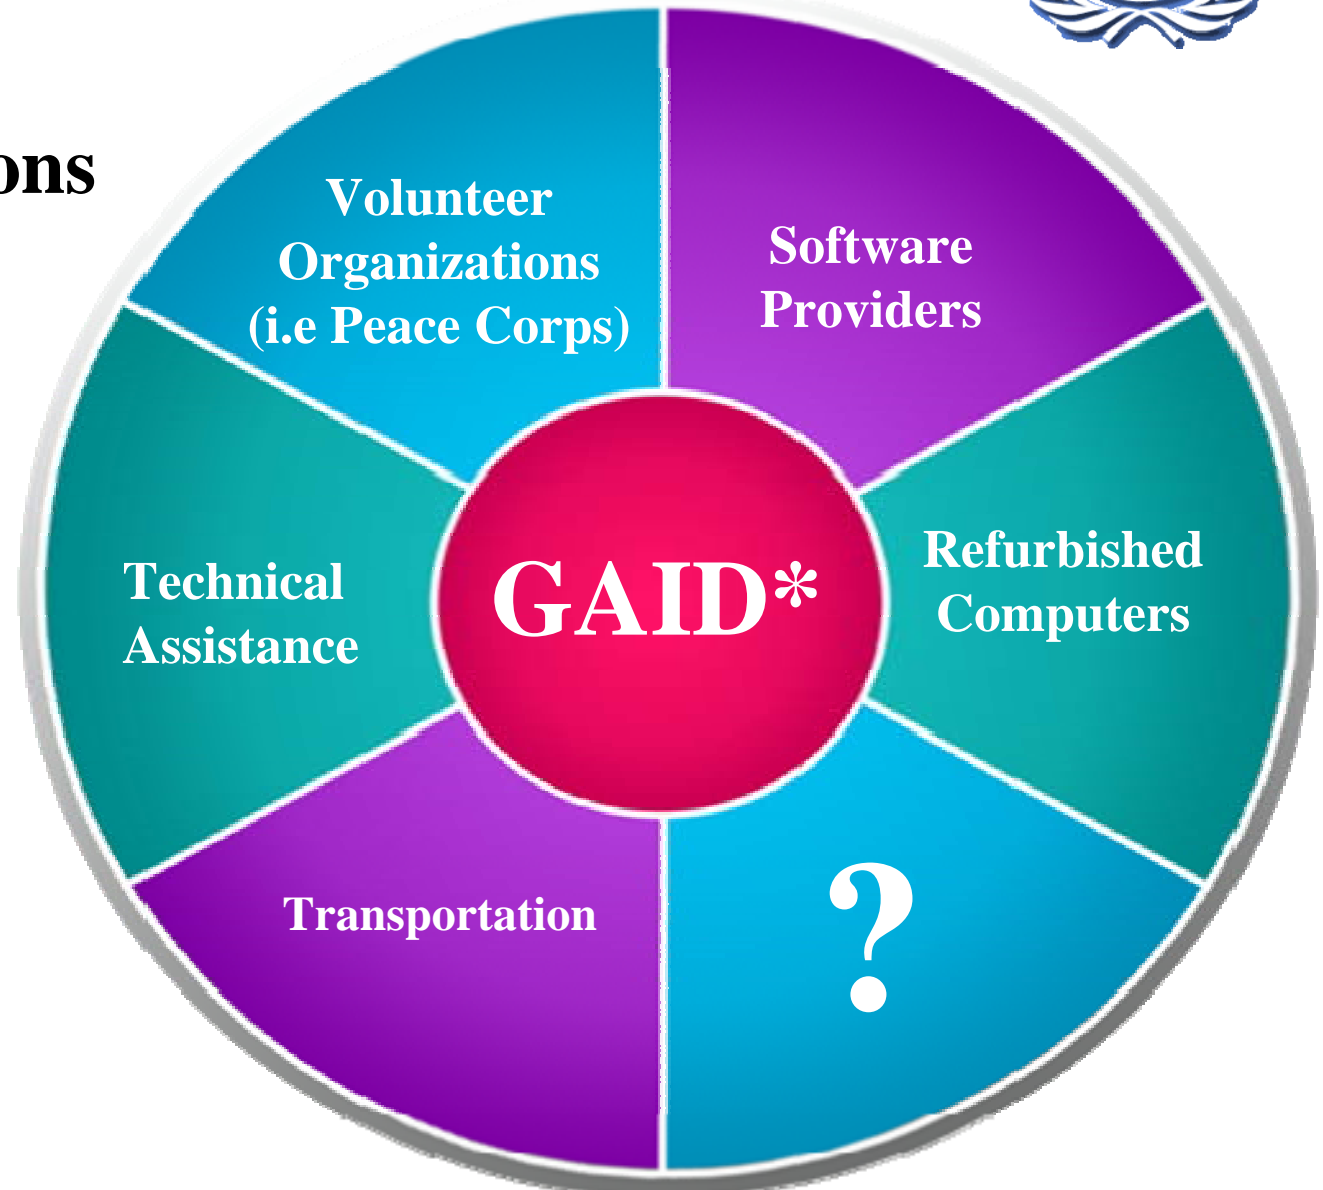 ons
Volunteer
Organizations
(i.e Peace Corps)
Software
Providers
Refurbished
Computers
GAID*
Technical
Assistance
Transportation
?